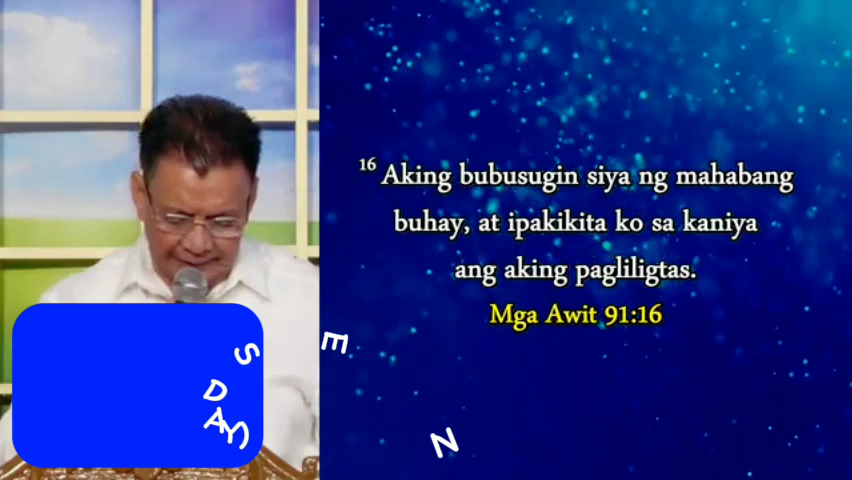 16 Aking bubusugin siya ng mahabang
buhay, at ipakikita ko sa kaniya
ang aking pagliligtas.
Mga Awit 91:16
E
S
D
A
Y
N